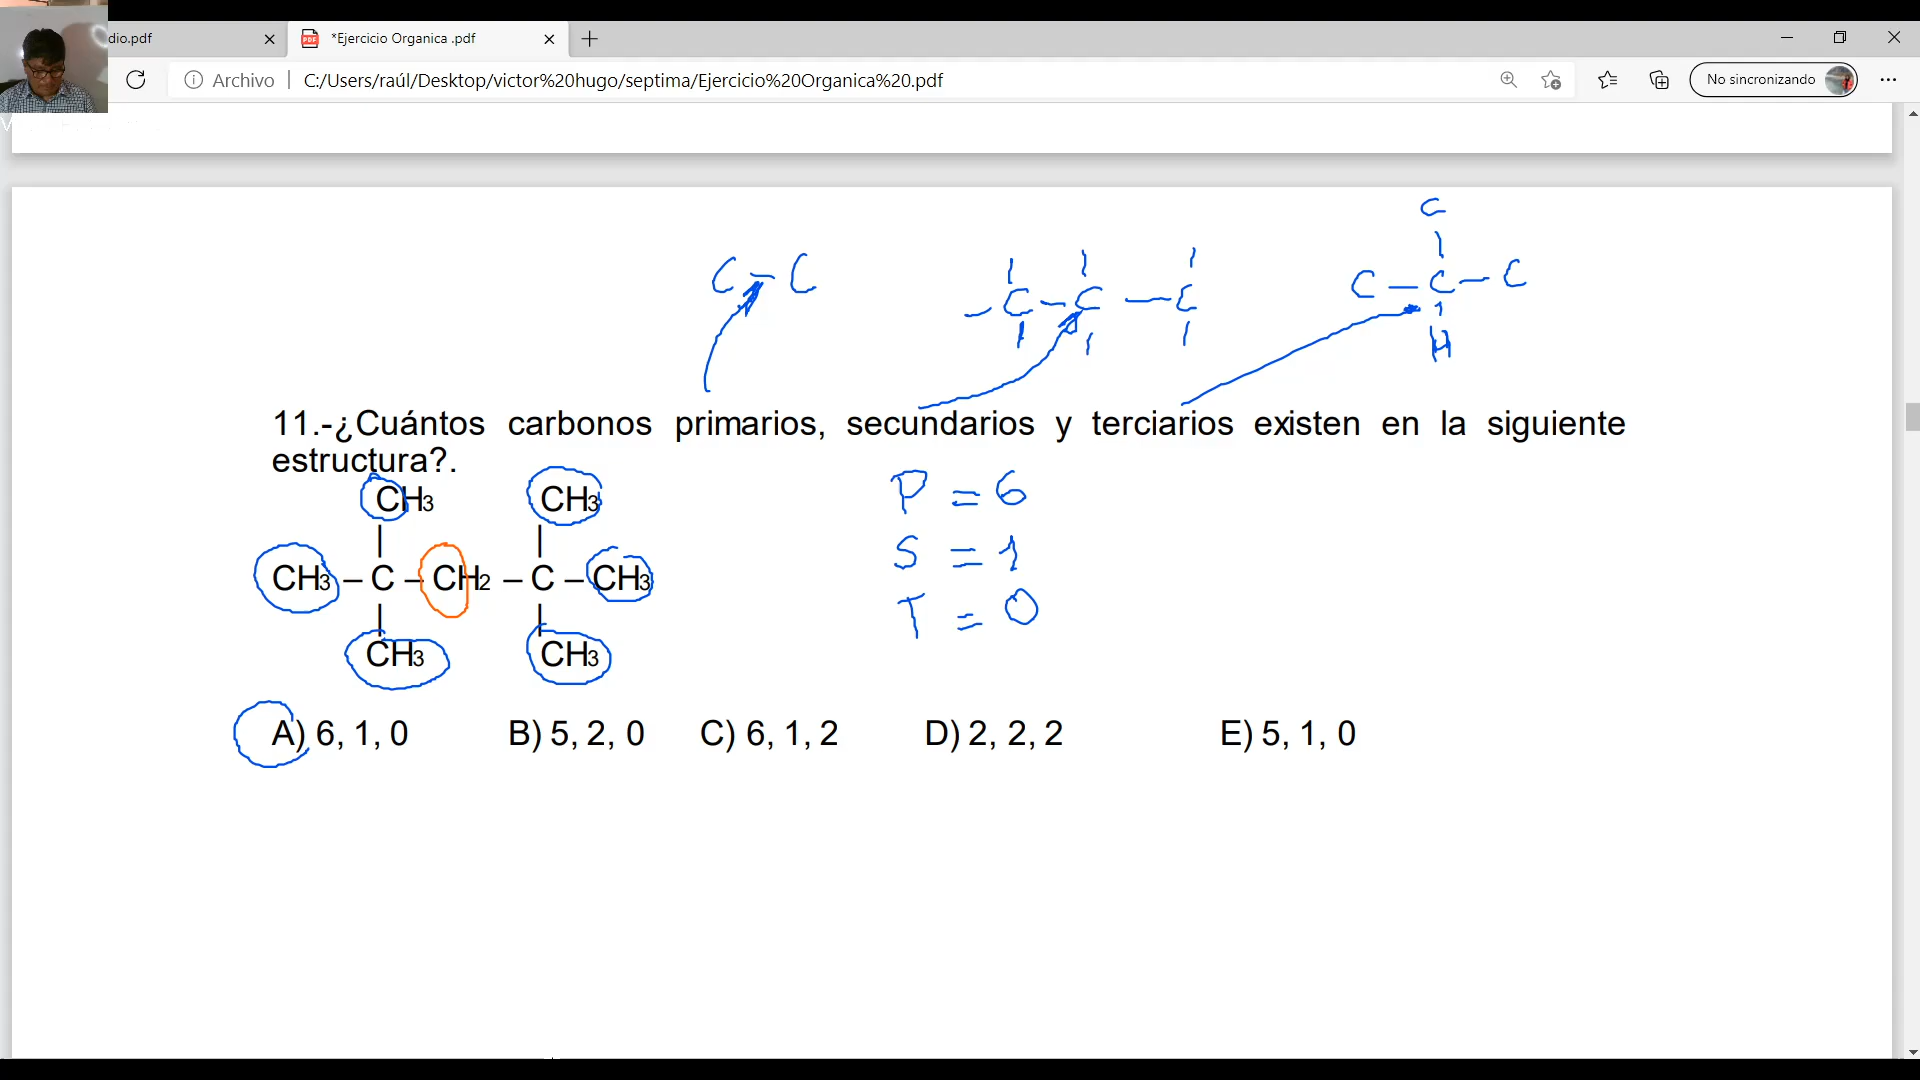 dio.pdf
*Ejercicio Organica .pdf
Archivo
C:/Users/raúl/Desktop/victor%20hugo/septima/Ejercicio%20Organica%20.pdf
No sincronizando
C
C – C
– C – C – C
C – C – C
H
11.-¿Cuántos carbonos primarios, secundarios y terciarios existen en la siguiente
estructura?.
CH3 CH3
CH3 – C – CH2 – C – CH3
CH3 CH3
P = 6
S = 1
T = 0
A) 6, 1, 0 B) 5, 2, 0 C) 6, 1, 2 D) 2, 2, 2 E) 5, 1, 0